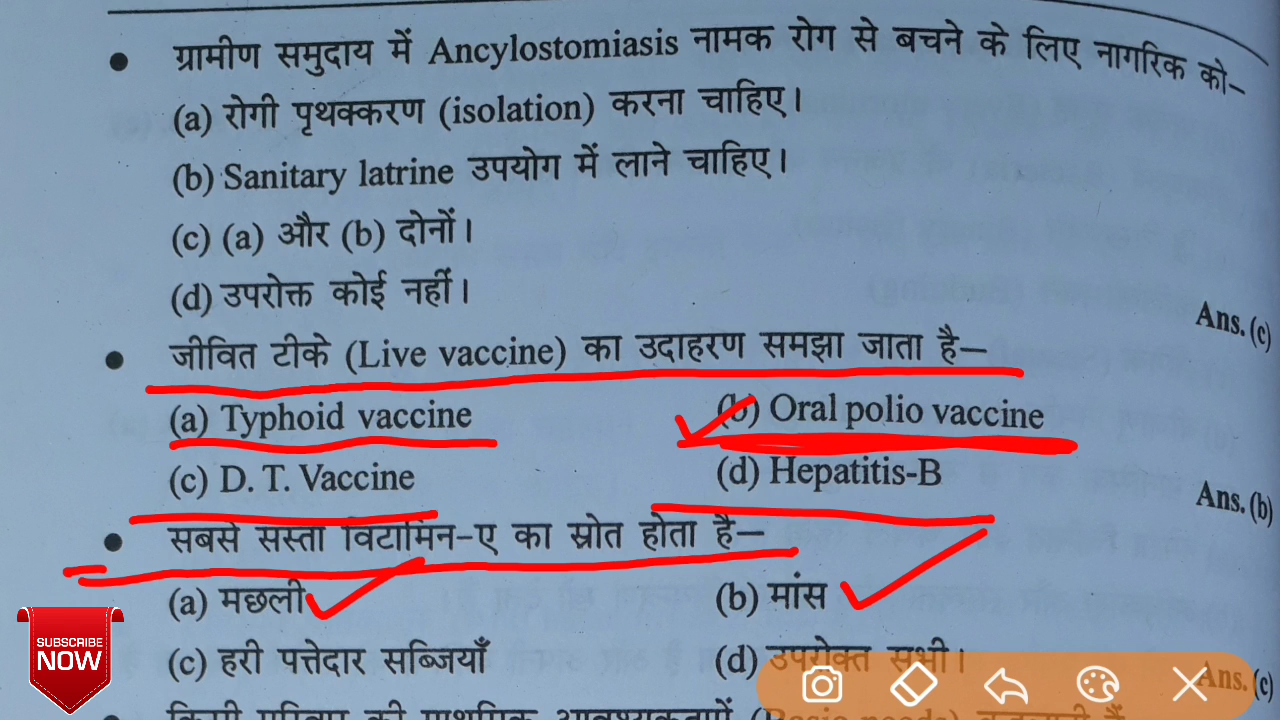 ग्रामीण समुदाय में Ancylostomiasis नामक रोग से बचने के लिए नागरिक को–
(a) रोगी पृथक्करण (isolation) करना चाहिए।
(b) Sanitary latrine उपयोग में लाने चाहिए।
(c) (a) और (b) दोनों।
(d) उपरोक्त कोई नहीं।
Ans. (c)
जीवित टीके (Live vaccine) का उदाहरण समझा जाता है–
(a) Typhoid vaccine (b) Oral polio vaccine
(c) D. T. Vaccine (d) Hepatitis-B
Ans. (b)
सबसे सस्ता विटामिन-ए का स्रोत होता है–
(a) मछली (b) मांस
(c) हरी पत्तेदार सब्जियाँ (d) उपरोक्त सभी।
Ans. (c)
SUBSCRIBE
NOW